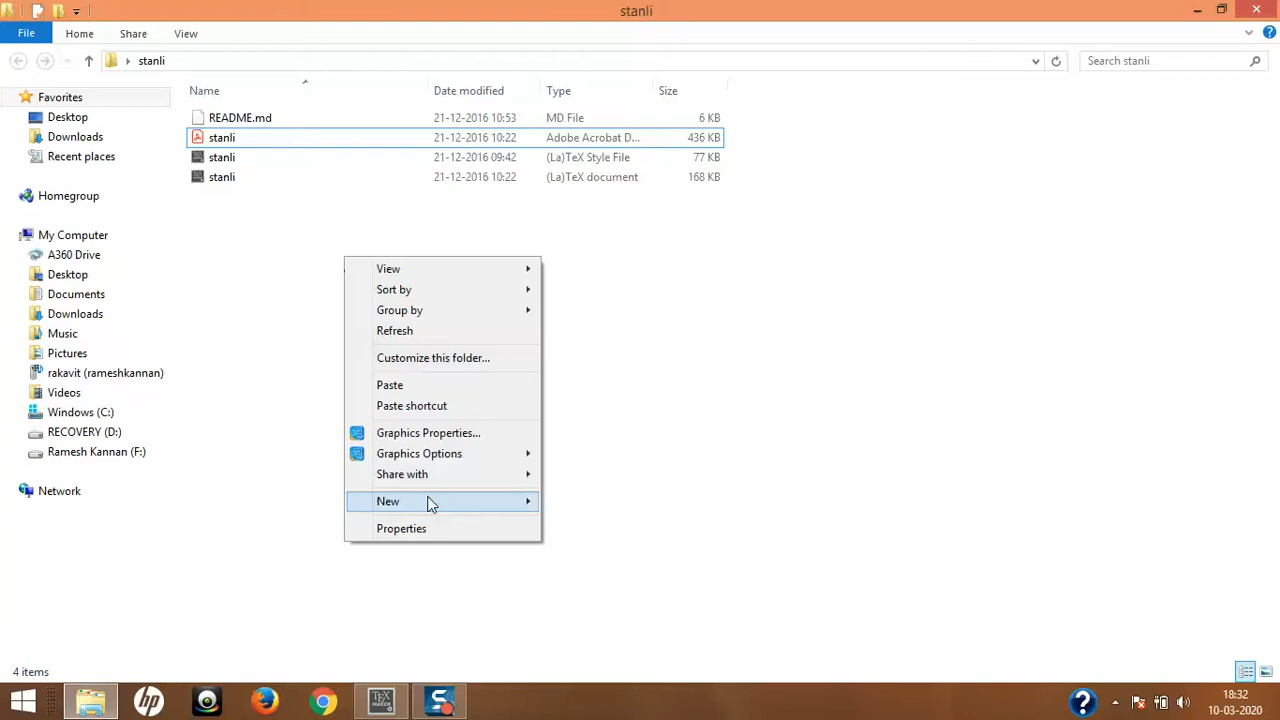 stanli
File Home Share View
stanli Search stanli
Name Date modified Type Size
Favorites
README.md 21-12-2016 10:53 MD File 6 KB
Desktop
stanli 21-12-2016 10:22 Adobe Acrobat D... 436 KB
Downloads
stanli 21-12-2016 09:42 (La)TeX Style File 77 KB
Recent places
stanli 21-12-2016 10:22 (La)TeX document 168 KB
Homegroup
My Computer
A360 Drive
Desktop
Documents
Downloads
Music
Pictures
rakavit (rameshkannan)
Videos
Windows (C:)
RECOVERY (D:)
Ramesh Kannan (F:)
Network
View
Sort by
Group by
Refresh
Customize this folder...
Paste
Paste shortcut
Graphics Properties...
Graphics Options
Share with
New
Properties
4 items
hp
TEX
MAKER
S
18:32
10-03-2020